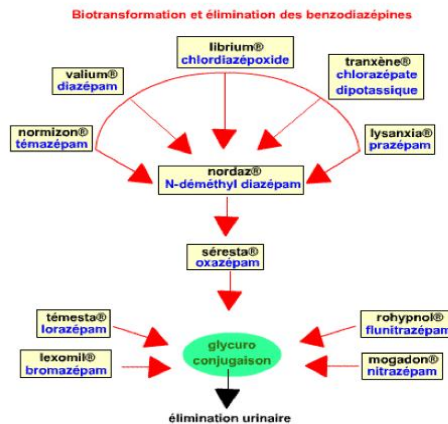 Biotransformation et élimination des benzodiazépines
librium®
chlordiazépoxide
valium®
diazépam
tranxène®
chlorazépate
dipotassique
normizon®
témazépam
lysanxia®
prazépam
nordaz®
N-déméthyl diazépam
séresta®
oxazépam
témesta®
lorazépam
rohypnol®
flunitrazépam
glycuro
conjugaison
lexomil®
bromazépam
mogadon®
nitrazépam
élimination urinaire